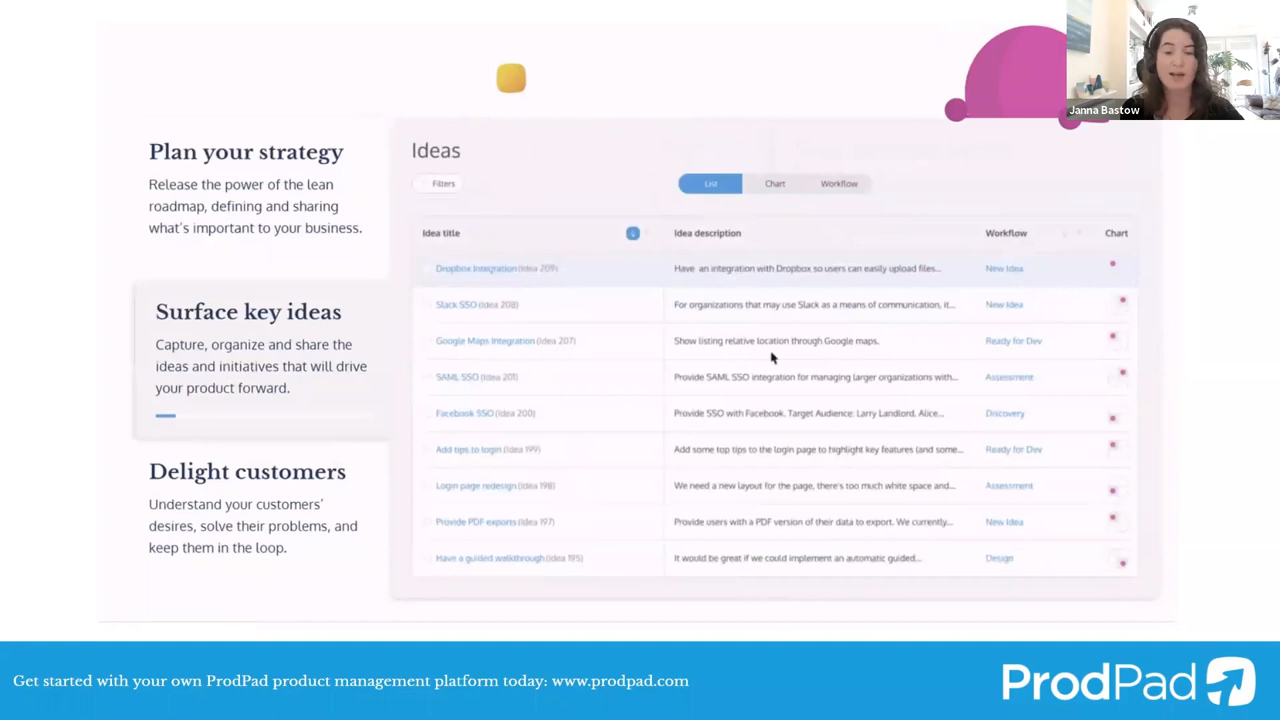 Janna Bastow
Plan your strategy
Release the power of the lean
roadmap, defining and sharing
what's important to your business.
Surface key ideas
Capture, organize and share the
ideas and initiatives that will drive
your product forward.
Delight customers
Understand your customers'
desires, solve their problems, and
keep them in the loop.
Ideas
Filters
List Chart Workflow
Idea title Idea description Workflow Chart
Dropbox Integration (Idea 209) Have an integration with Dropbox so users can easily upload files... New Idea
Slack SSO (Idea 208) For organizations that may use Slack as a means of communication, it... New Idea
Google Maps Integration (Idea 207) Show listing relative location through Google maps. Ready for Dev
SAML SSO (Idea 201) Provide SAML SSO integration for managing larger organizations with... Assessment
Facebook SSO (Idea 200) Provide SSO with Facebook. Target Audience: Larry Landlord, Alice... Discovery
Add tips to login (Idea 199) Add some top tips to the login page to highlight key features (and some... Ready for Dev
Login page redesign (Idea 198) We need a new layout for the page, there's too much white space and... Assessment
Provide PDF exports (Idea 197) Provide users with a PDF version of their data to export. We currently... New Idea
Have a guided walkthrough (Idea 195) It would be great if we could implement an automatic guided... Design
Get started with your own ProdPad product management platform today: www.prodpad.com
ProdPad